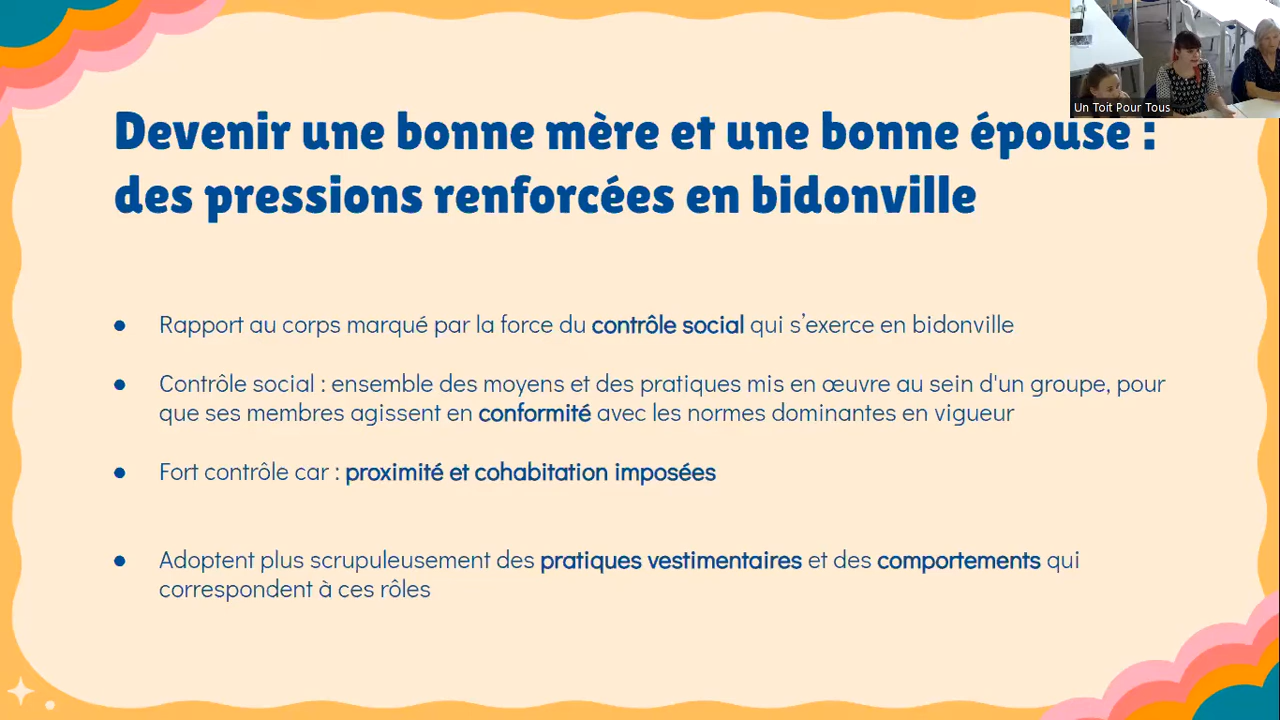 Un Toit Pour Tous
Devenir une bonne mère et une bonne épouse :
des pressions renforcées en bidonville
● Rapport au corps marqué par la force du contrôle social qui s’exerce en bidonville
● Contrôle social : ensemble des moyens et des pratiques mis en œuvre au sein d'un groupe, pour
que ses membres agissent en conformité avec les normes dominantes en vigueur
● Fort contrôle car : proximité et cohabitation imposées
● Adoptent plus scrupuleusement des pratiques vestimentaires et des comportements qui
correspondent à ces rôles